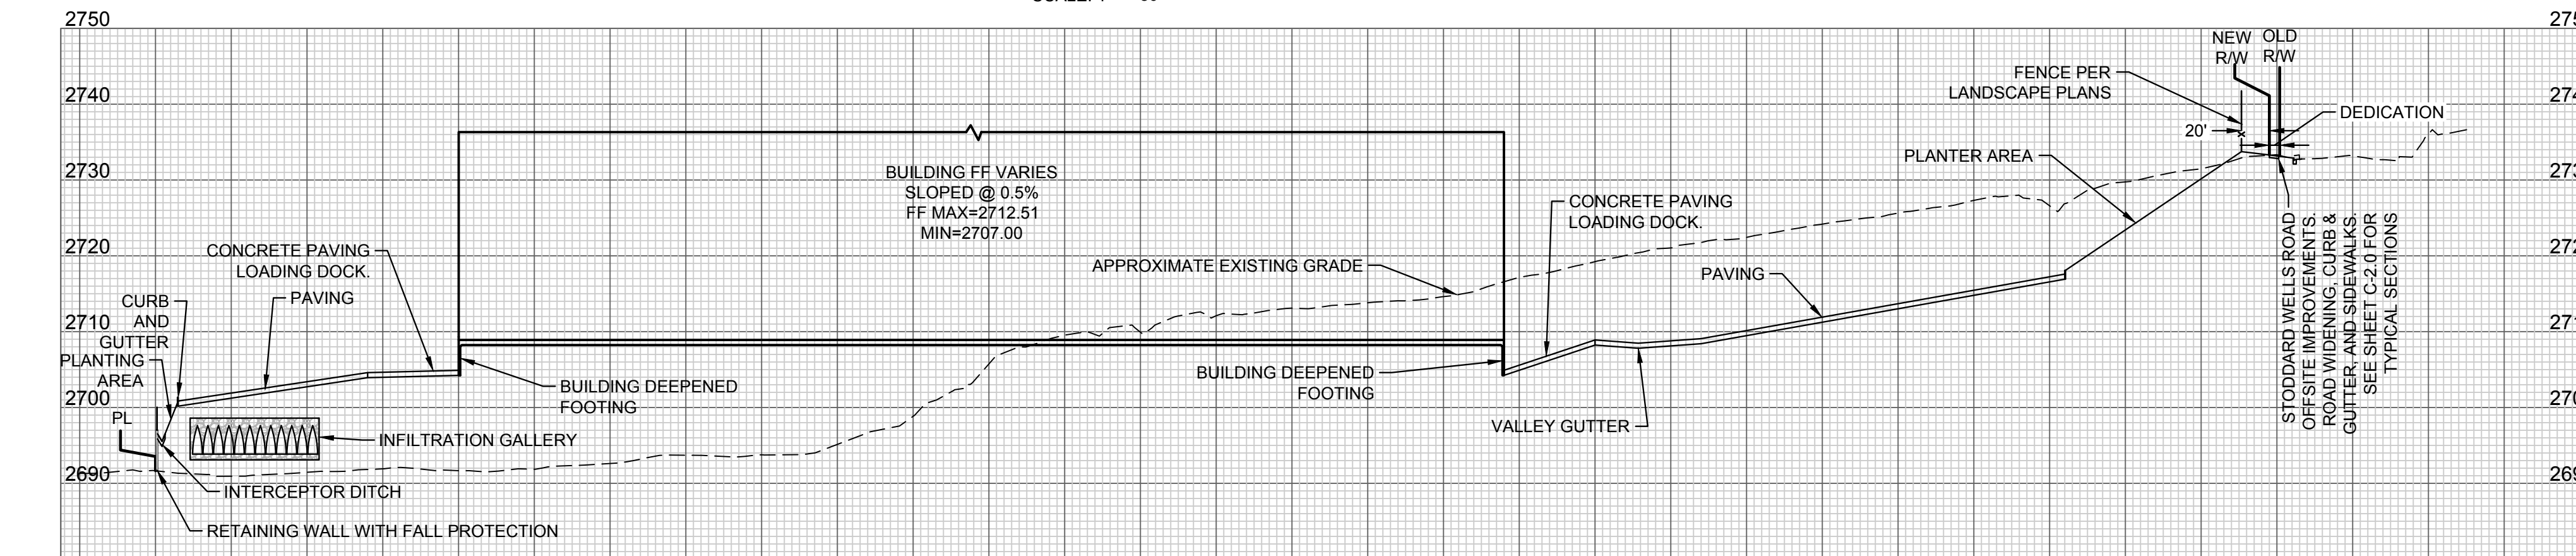 2750
2740
2730
2720
2710
2700
2690
NEW
R/W
OLD
R/W
FENCE PER
LANDSCAPE PLANS
DEDICATION
20'
PLANTER AREA
BUILDING FF VARIES
SLOPED @ 0.5%
FF MAX=2712.51
MIN=2707.00
CONCRETE PAVING
LOADING DOCK.
CONCRETE PAVING
LOADING DOCK.
APPROXIMATE EXISTING GRADE
PAVING
PAVING
CURB
AND
GUTTER
PLANTING
AREA
PL
BUILDING DEEPENED
FOOTING
BUILDING DEEPENED
FOOTING
VALLEY GUTTER
INFILTRATION GALLERY
INTERCEPTOR DITCH
RETAINING WALL WITH FALL PROTECTION
STODDARD WELLS ROAD
OFFSITE IMPROVEMENTS.
ROAD WIDENING, CURB &
GUTTER, AND SIDEWALKS.
SEE SHEET C-2.0 FOR
TYPICAL SECTIONS